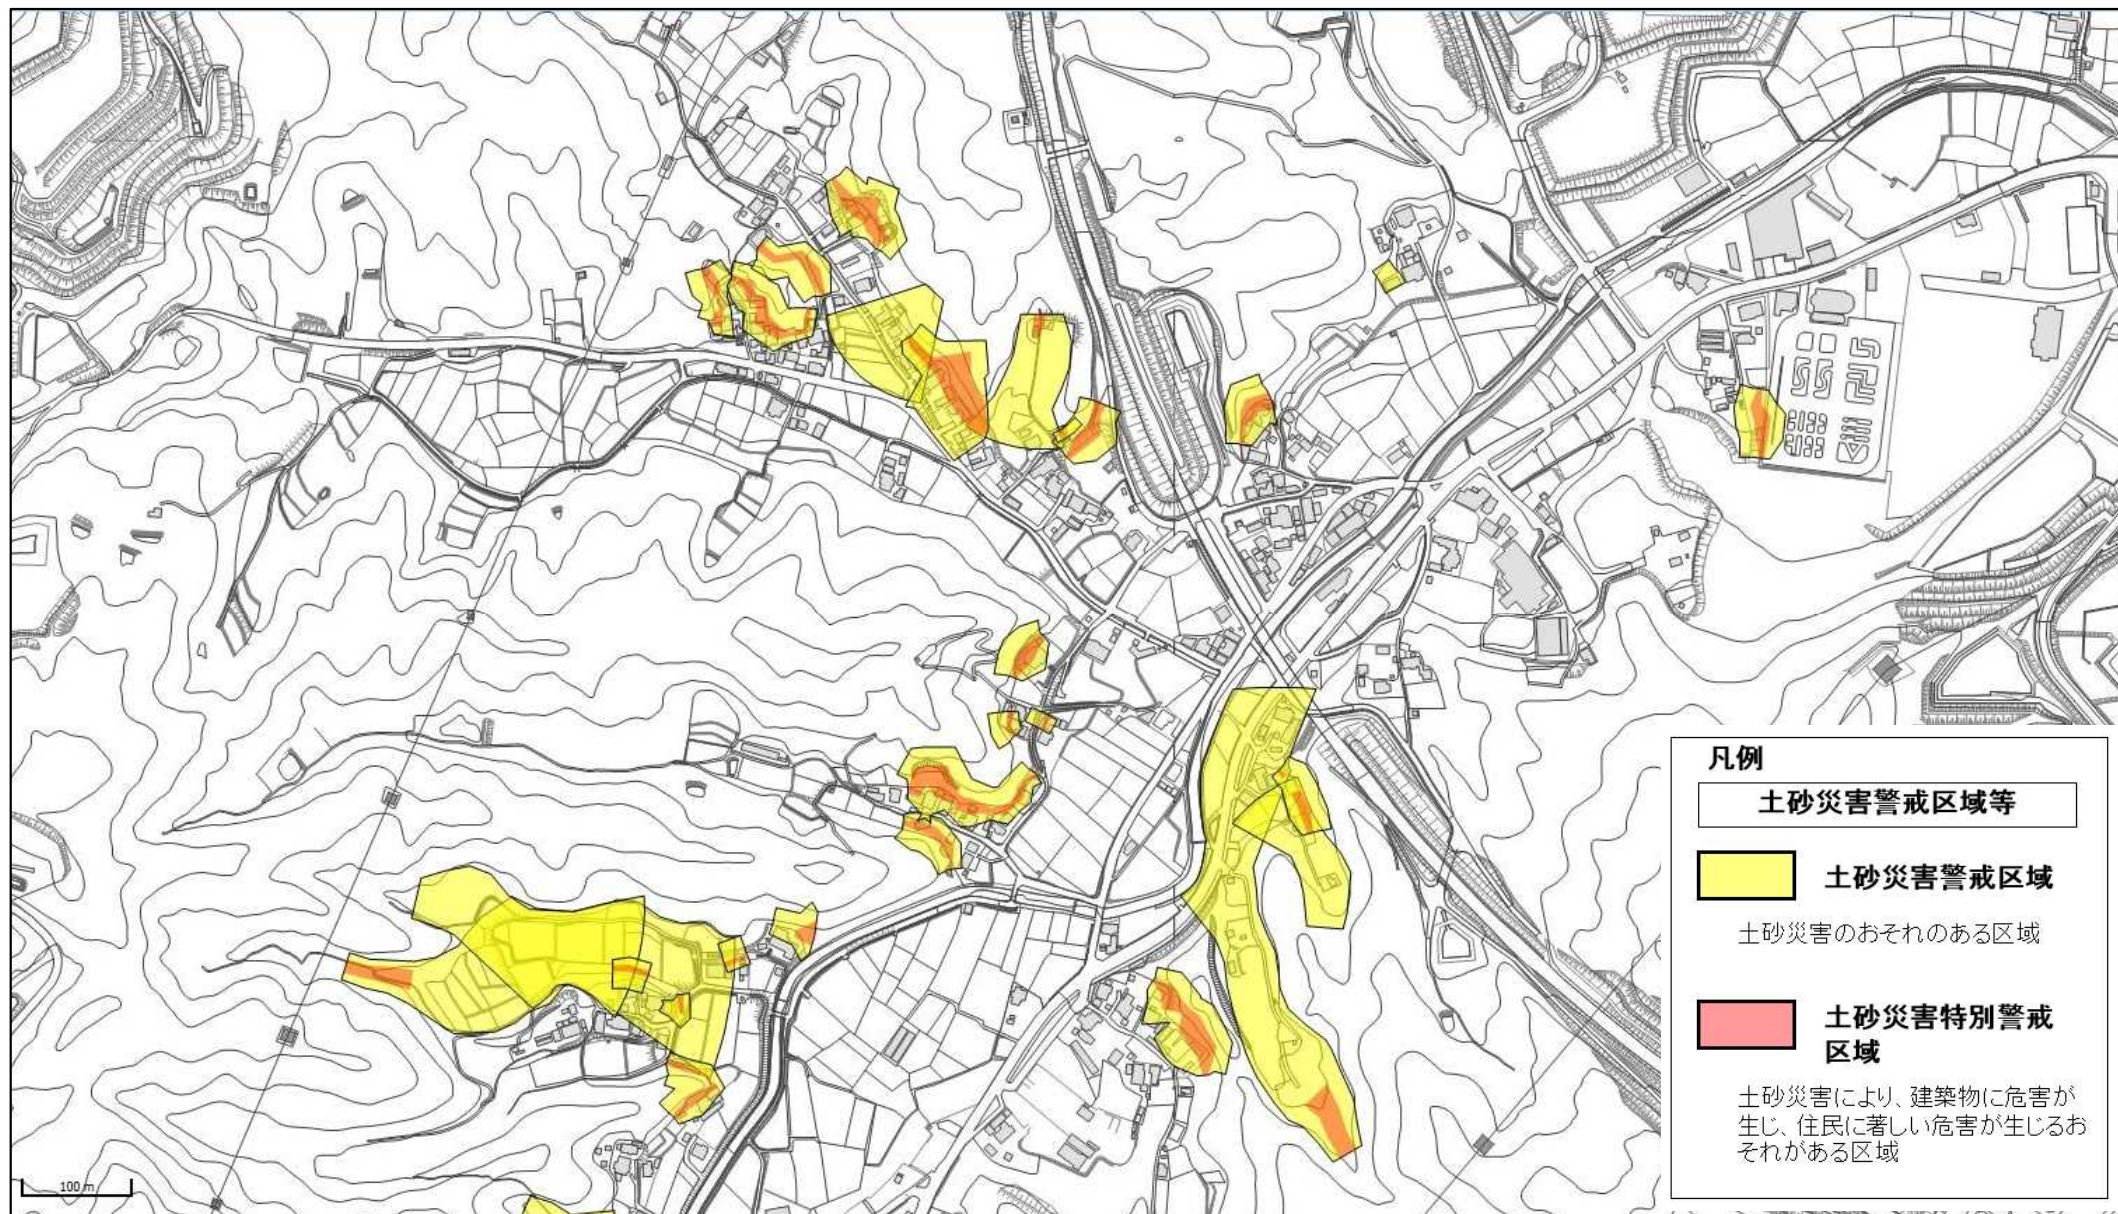 凡例
土砂災害警戒区域等
土砂災害警戒区域
土砂災害のおそれのある区域
土砂災害特別警戒
区域
土砂災害により、建築物に危害が
生じ、住民に著しい危害が生じるお
それがある区域
100 m